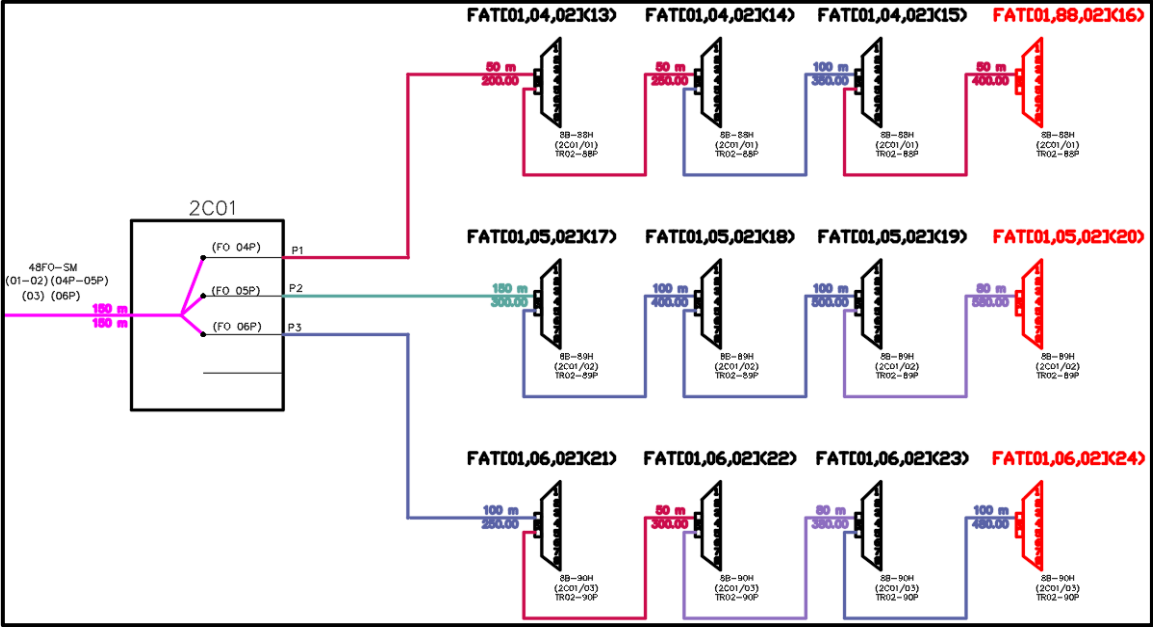 FAT[01,04,02](13) FAT[01,04,02](14) FAT[01,04,02](15) FAT[01,88,02](16)
50 m 50 m 100 m 50 m
200.00 250.00 350.00 400.00
8B-88H 8B-88H 8B-88H 8B-88H
(2C01/01) (2C01/01) (2C01/01) (2C01/01)
TR02-88P TR02-88P TR02-88P TR02-88P
2C01
(FO 04P) P1
(FO 05P) P2
(FO 06P) P3
48FO-SM
(01-02)(04P-05P)
(03) (06P)
150 m
150 m
FAT[01,05,02](17) FAT[01,05,02](18) FAT[01,05,02](19) FAT[01,05,02](20)
150 m 100 m 100 m 80 m
300.00 400.00 500.00 580.00
8B-89H 8B-89H 8B-89H 8B-89H
(2C01/02) (2C01/02) (2C01/02) (2C01/02)
TR02-89P TR02-89P TR02-89P TR02-89P
FAT[01,06,02](21) FAT[01,06,02](22) FAT[01,06,02](23) FAT[01,06,02](24)
100 m 50 m 80 m 100 m
250.00 300.00 380.00 480.00
8B-90H 8B-90H 8B-90H 8B-90H
(2C01/03) (2C01/03) (2C01/03) (2C01/03)
TR02-90P TR02-90P TR02-90P TR02-90P